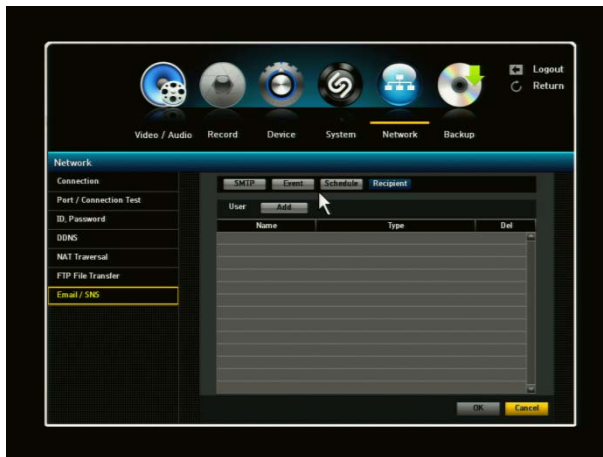 Logout
Return
Video / Audio Record Device System Network Backup
Network
Connection
Port / Connection Test
ID, Password
DDNS
NAT Traversal
FTP File Transfer
Email / SNS
SMTP Event Schedule Recipient
User Add
Name Type Del
OK Cancel